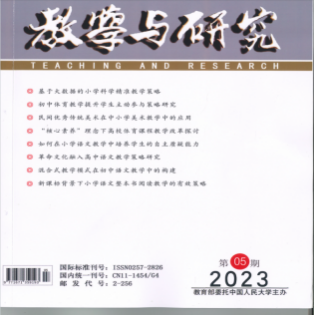 教学与研究
TEACHING AND RESEARCH
基于大数据的小学科学精准教学策略
初中体育教学提升学生主动参与策略研究
民间优秀传统美术在中小学美术教学中的应用
“核心素养”理念下高校体育课程教学改革探讨
如何在小学语文教学中培养学生的自主质疑能力
革命文化融入高中语文教学策略研究
混合式教学模式在初中语文教学中的构建
新课标背景下小学语文整本书阅读教学的有效策略
国际标准刊号：ISSN0257-2826
国内统一刊号：CN11-1454/G4
邮发代号：2-256
第05期
2023
教育部委托中国人民大学主办